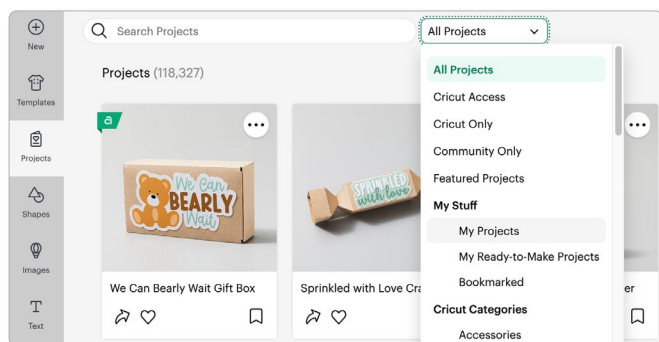 New
Templates
Projects
Shapes
Images
Text
Search Projects
All Projects
Projects (118,327)
a
We Can
BEARLY
Wait
We Can Bearly Wait Gift Box
SPRINKLED
with love
Sprinkled with Love Cra
er
All Projects
Cricut Access
Cricut Only
Community Only
Featured Projects
My Stuff
My Projects
My Ready-to-Make Projects
Bookmarked
Cricut Categories
Accessories